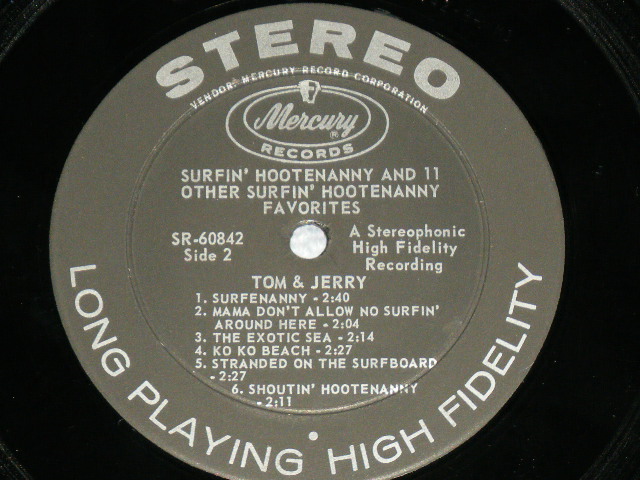 STEREO
VENDOR: MERCURY RECORD CORPORATION
Mercury ®
RECORDS
SURFIN' HOOTENANNY AND 11
OTHER SURFIN' HOOTENANNY
FAVORITES
SR-60842
Side 2
A Stereophonic
High Fidelity
Recording
TOM & JERRY
1. SURFENANNY - 2:40
2. MAMA DON'T ALLOW NO SURFIN'
AROUND HERE - 2:04
3. THE EXOTIC SEA - 2:14
4. KO KO BEACH - 2:27
5. STRANDED ON THE SURFBOARD
- 2:27
6. SHOUTIN' HOOTENANNY
- 2:11
LONG PLAYING • HIGH FIDELITY